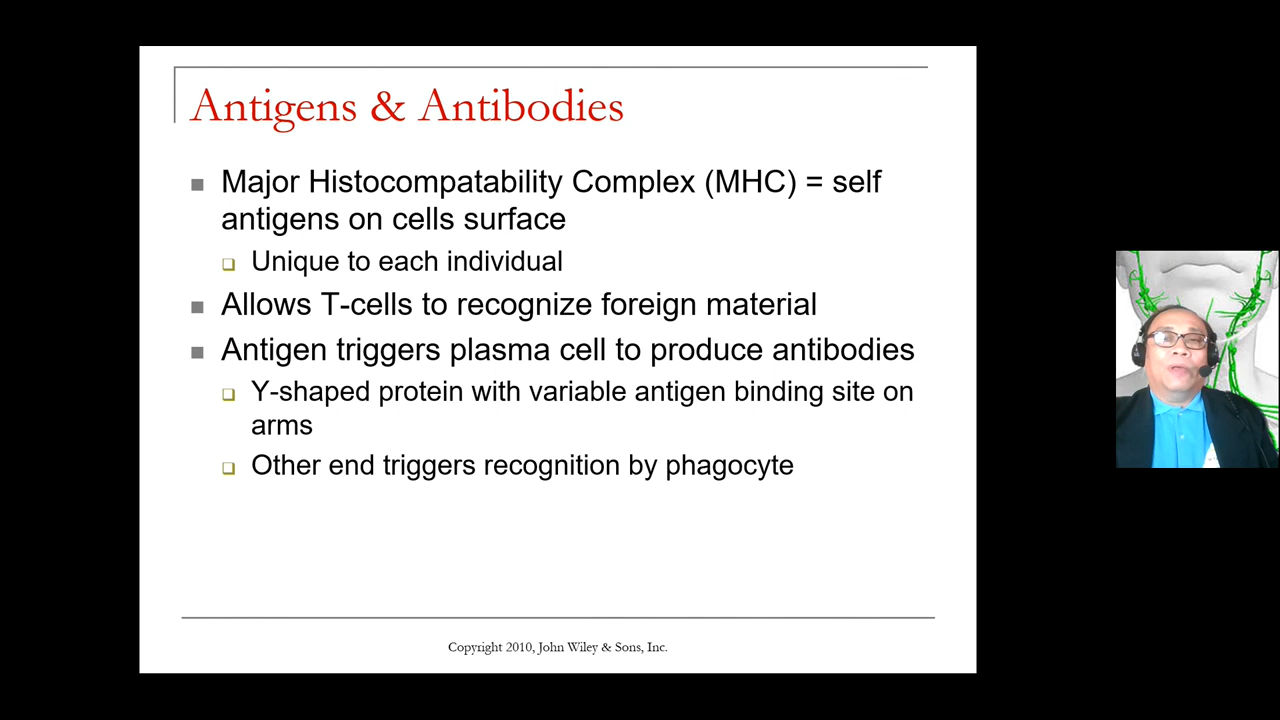 Antigens & Antibodies
Major Histocompatability Complex (MHC) = self
antigens on cells surface
Unique to each individual
Allows T-cells to recognize foreign material
Antigen triggers plasma cell to produce antibodies
Y-shaped protein with variable antigen binding site on
arms
Other end triggers recognition by phagocyte
Copyright 2010, John Wiley & Sons, Inc.